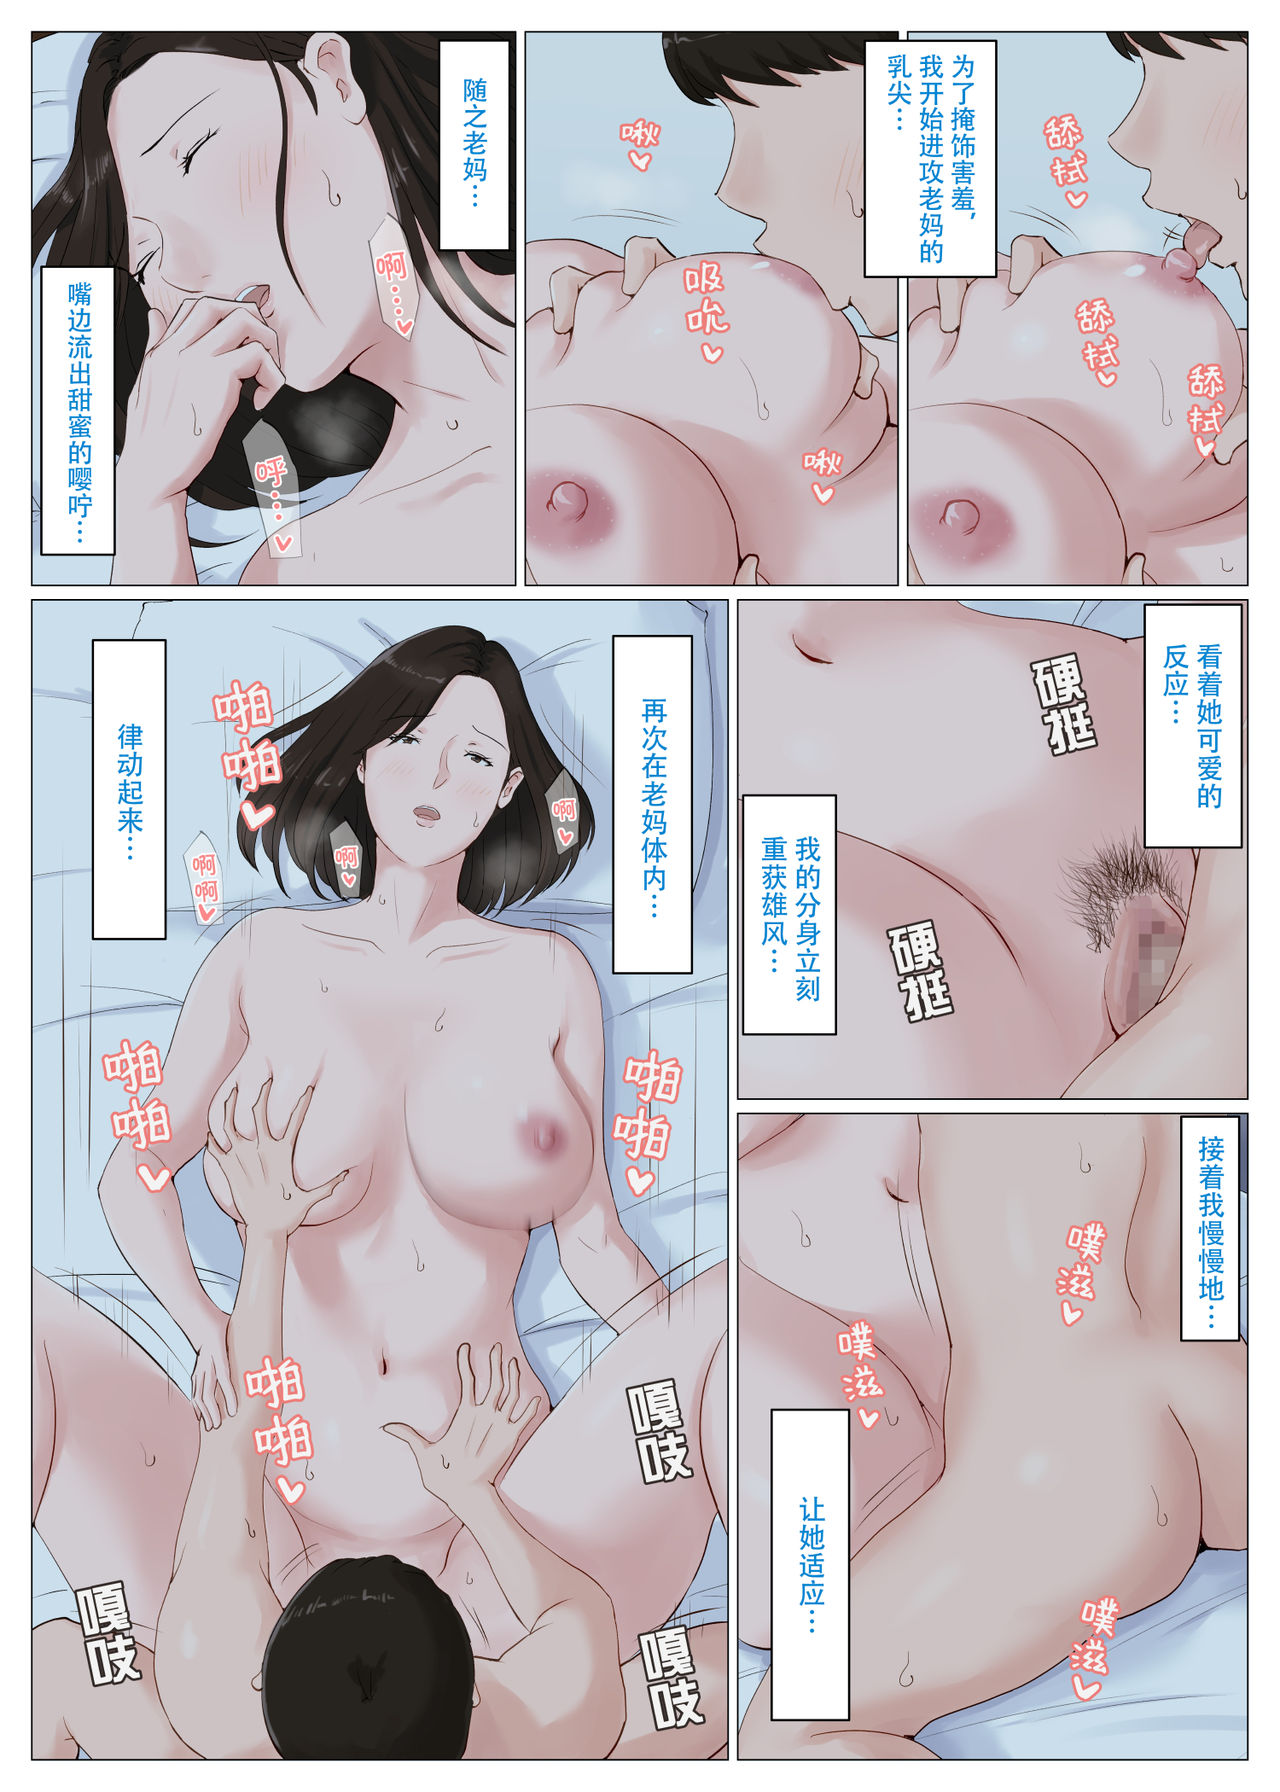 舔拭
舔拭
舔拭
为了掩饰害羞，
我开始进攻老妈的
乳尖…
啾
吸吮
啾
随之老妈…
啊…
呼…
嘴边流出甜蜜的嘤咛…
看着她可爱的
反应…
硬挺
硬挺
我的分身立刻
重获雄风…
接着我慢慢地…
噗滋
噗滋
噗滋
让她适应…
再次在老妈体内…
律动起来…
啪啪
啊
啊
啊啊
啪啪
啪啪
啪啪
嘎吱
嘎吱
嘎吱